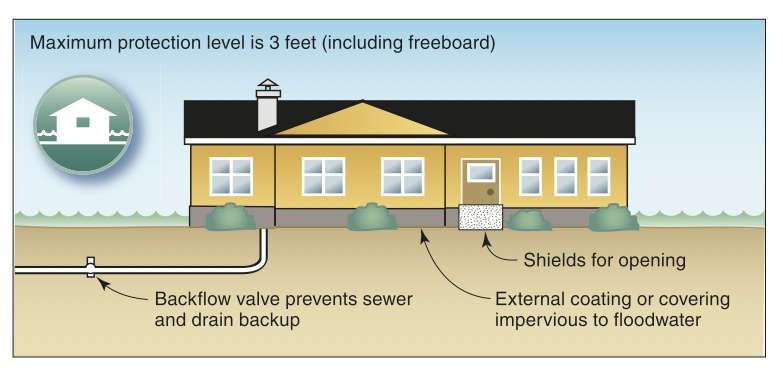 Maximum protection level is 3 feet (including freeboard)
Shields for opening
Backflow valve prevents sewer
and drain backup
External coating or covering
impervious to floodwater